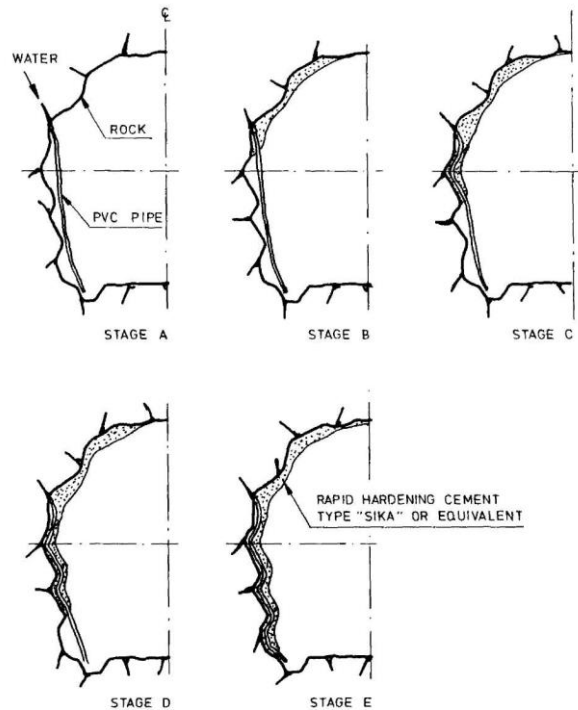 ℄
WATER
ROCK
PVC PIPE
STAGE A
STAGE B
STAGE C
RAPID HARDENING CEMENT
TYPE "SIKA" OR EQUIVALENT
STAGE D
STAGE E